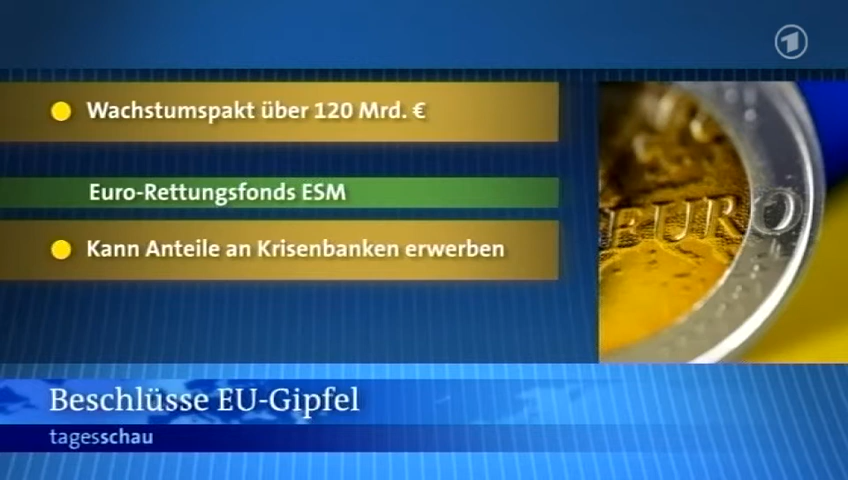 Wachstumspakt über 120 Mrd. €
Euro-Rettungsfonds ESM
Kann Anteile an Krisenbanken erwerben
EURO
Beschlüsse EU-Gipfel
tagesschau